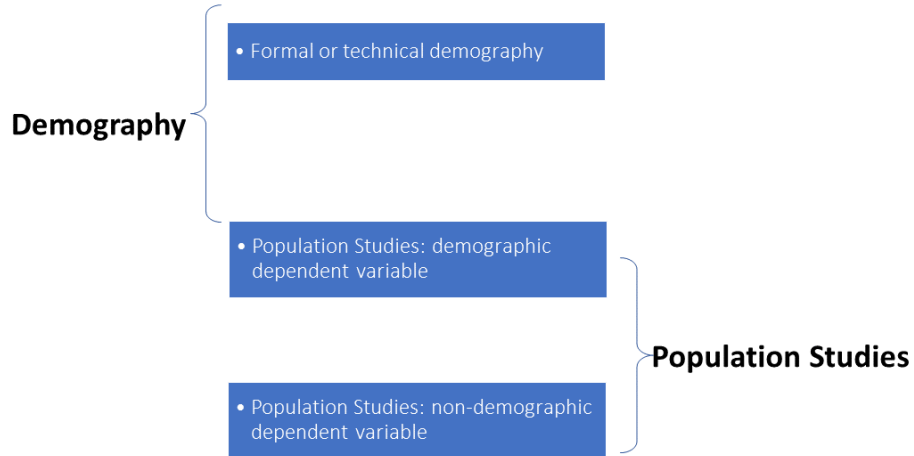 • Formal or technical demography
Demography
• Population Studies: demographic
dependent variable
Population Studies
• Population Studies: non-demographic
dependent variable